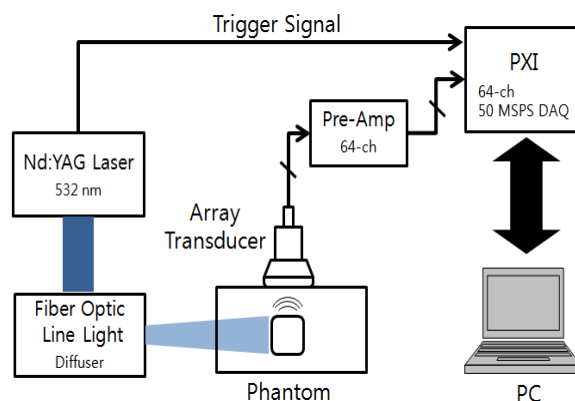 Trigger Signal
PXI
64-ch
50 MSPS DAQ
Pre-Amp
64-ch
Nd:YAG Laser
532 nm
Array
Transducer
Fiber Optic
Line Light
Diffuser
Phantom
PC